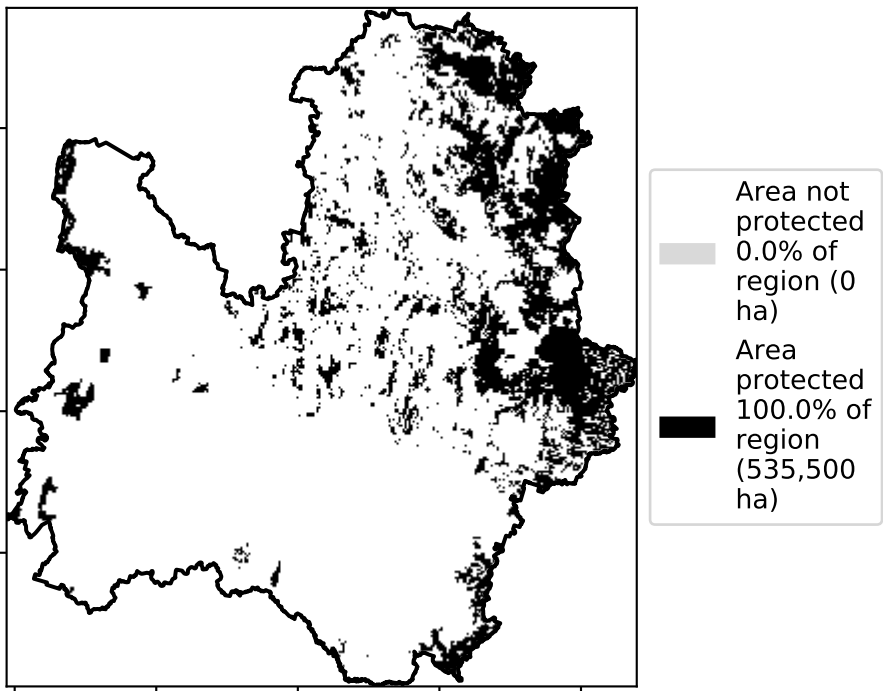 Area not
protected
0.0% of
region (0
ha)
Area
protected
100.0% of
region
(535,500
ha)